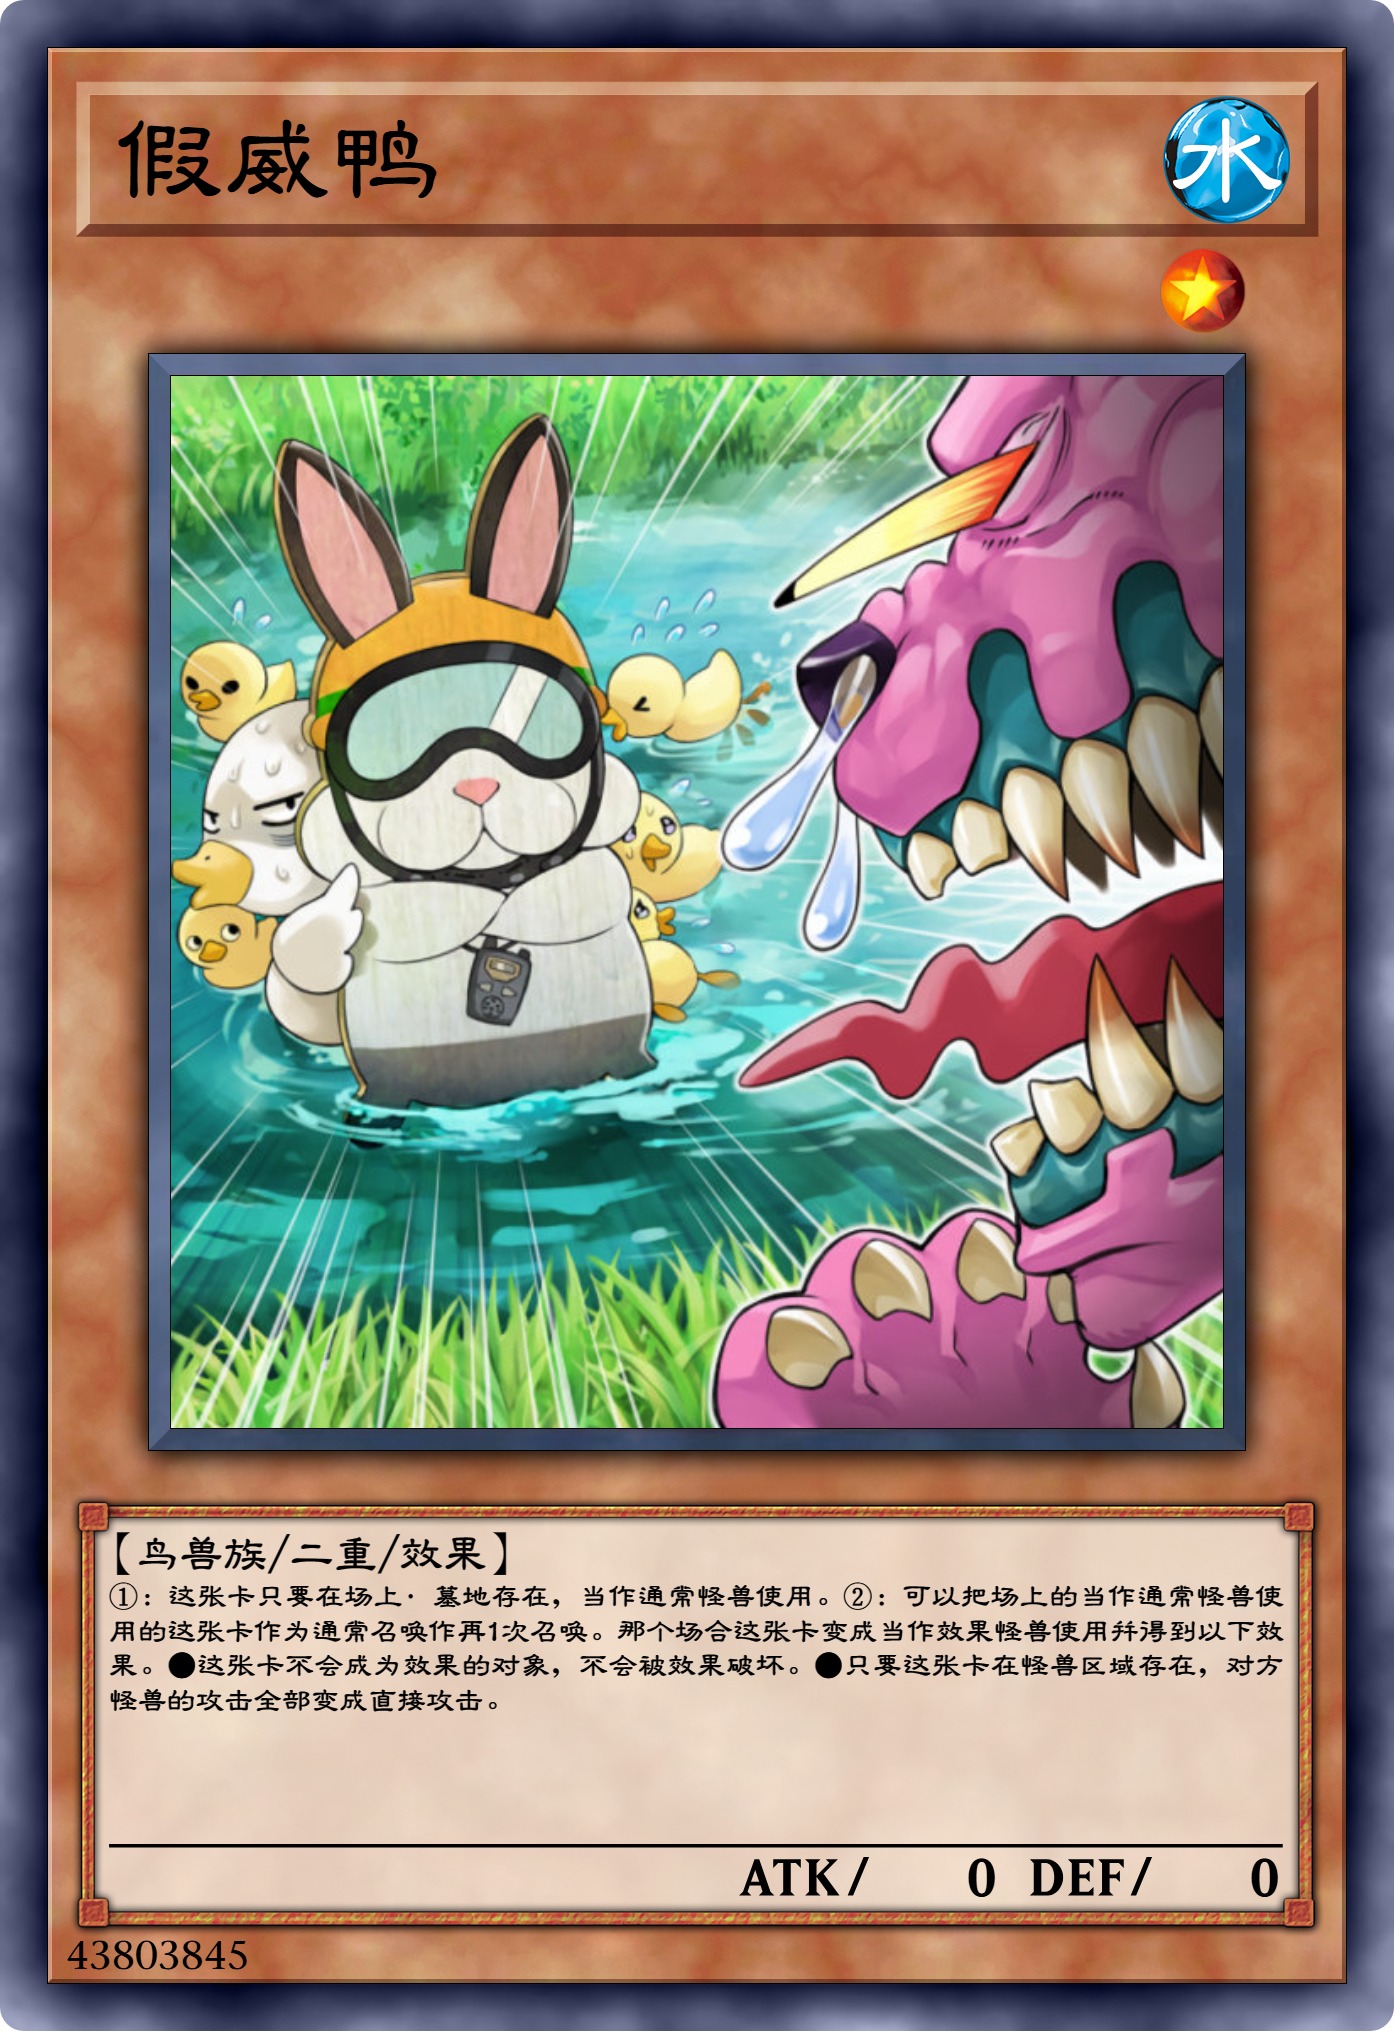 假威鸭
水
【鸟兽族/二重/效果】
①：这张卡只要在场上·墓地存在，当作通常怪兽使用。②：可以把场上的当作通常怪兽使
用的这张卡作为通常召唤作再1次召唤。那个场合这张卡变成当作效果怪兽使用并得到以下效
果。●这张卡不会成为效果的对象，不会被效果破坏。●只要这张卡在怪兽区域存在，对方
怪兽的攻击全部变成直接攻击。
ATK/ 0 DEF/ 0
43803845